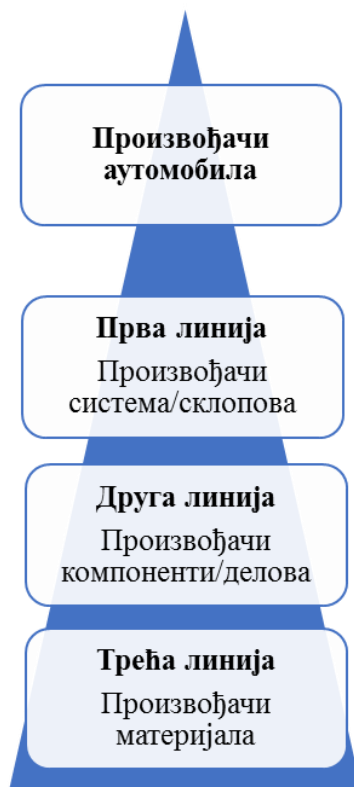 Произвођачи
аутомобила
Прва линија
Произвођачи
система/склопова
Друга линија
Произвођачи
компоненти/делова
Трећа линија
Произвођачи
материјала